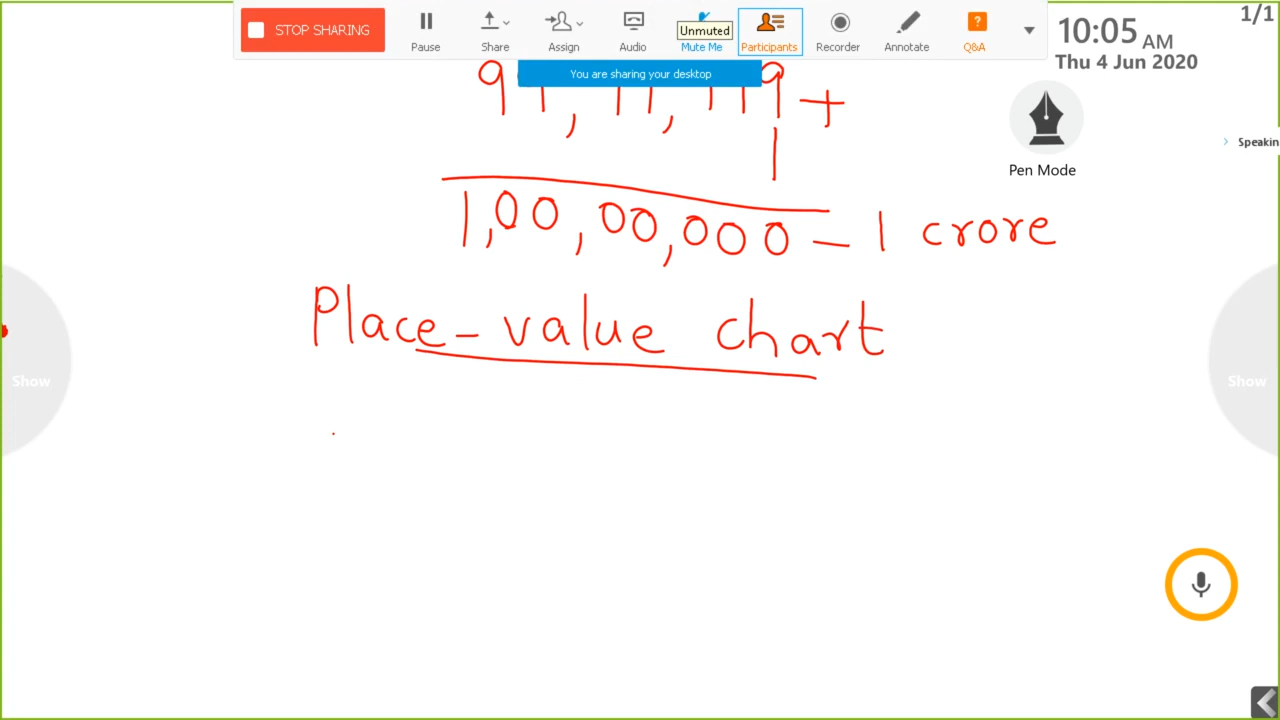 1/1
STOP SHARING
Pause
Share
Assign
Audio
Unmuted
Mute Me
Participants
Recorder
Annotate
Q&A
10:05 AM
Thu 4 Jun 2020
You are sharing your desktop
Pen Mode
Speakin
+
1
1,00,00,000 – 1 crore
Place - value chart
Show
Show